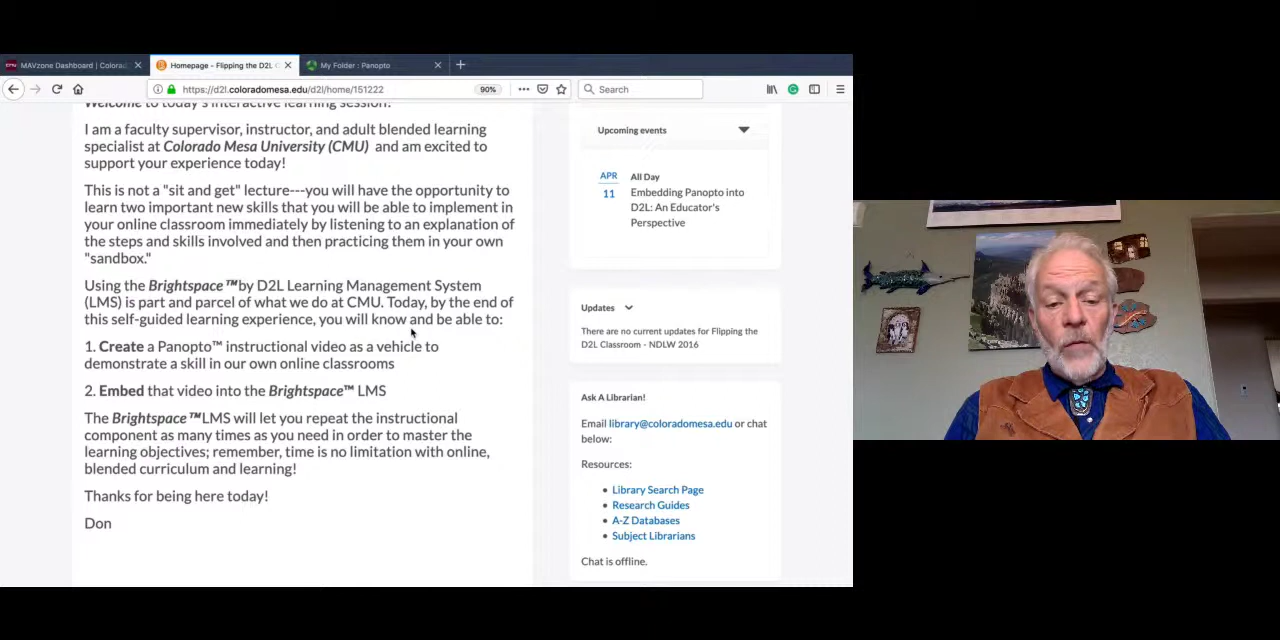 MAVzone Dashboard | Colorad
Homepage - Flipping the D2L C
My Folder : Panopto
https://d2l.coloradomesa.edu/d2l/home/151222
90%
Search
Welcome to today's interactive learning session!
I am a faculty supervisor, instructor, and adult blended learning
specialist at Colorado Mesa University (CMU) and am excited to
support your experience today!
This is not a "sit and get" lecture---you will have the opportunity to
learn two important new skills that you will be able to implement in
your online classroom immediately by listening to an explanation of
the steps and skills involved and then practicing them in your own
"sandbox."
Using the Brightspace™by D2L Learning Management System
(LMS) is part and parcel of what we do at CMU. Today, by the end of
this self-guided learning experience, you will know and be able to:
1. Create a Panopto™ instructional video as a vehicle to
demonstrate a skill in our own online classrooms
2. Embed that video into the Brightspace™ LMS
The Brightspace™LMS will let you repeat the instructional
component as many times as you need in order to master the
learning objectives; remember, time is no limitation with online,
blended curriculum and learning!
Thanks for being here today!
Don
Upcoming events
APR
11
All Day
Embedding Panopto into
D2L: An Educator's
Perspective
Updates
There are no current updates for Flipping the
D2L Classroom - NDLW 2016
Ask A Librarian!
Email library@coloradomesa.edu or chat
below:
Resources:
Library Search Page
Research Guides
A-Z Databases
Subject Librarians
Chat is offline.